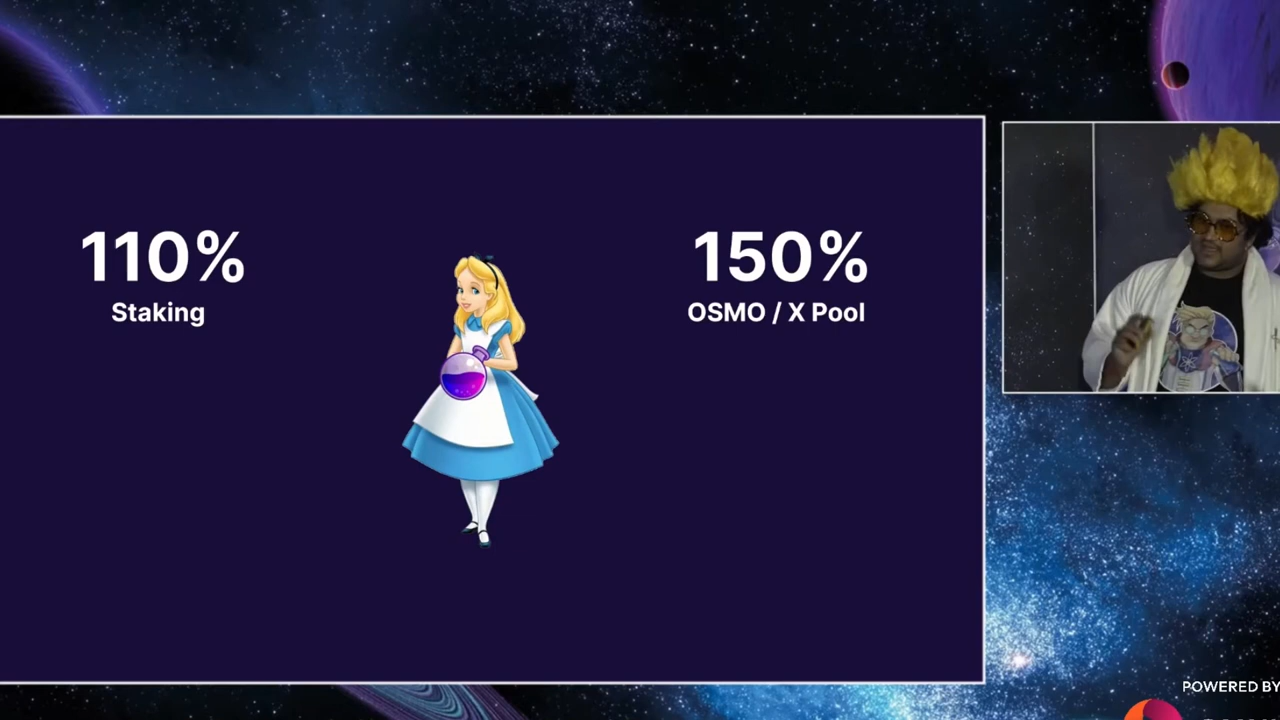 110%
Staking
150%
OSMO / X Pool
POWERED BY